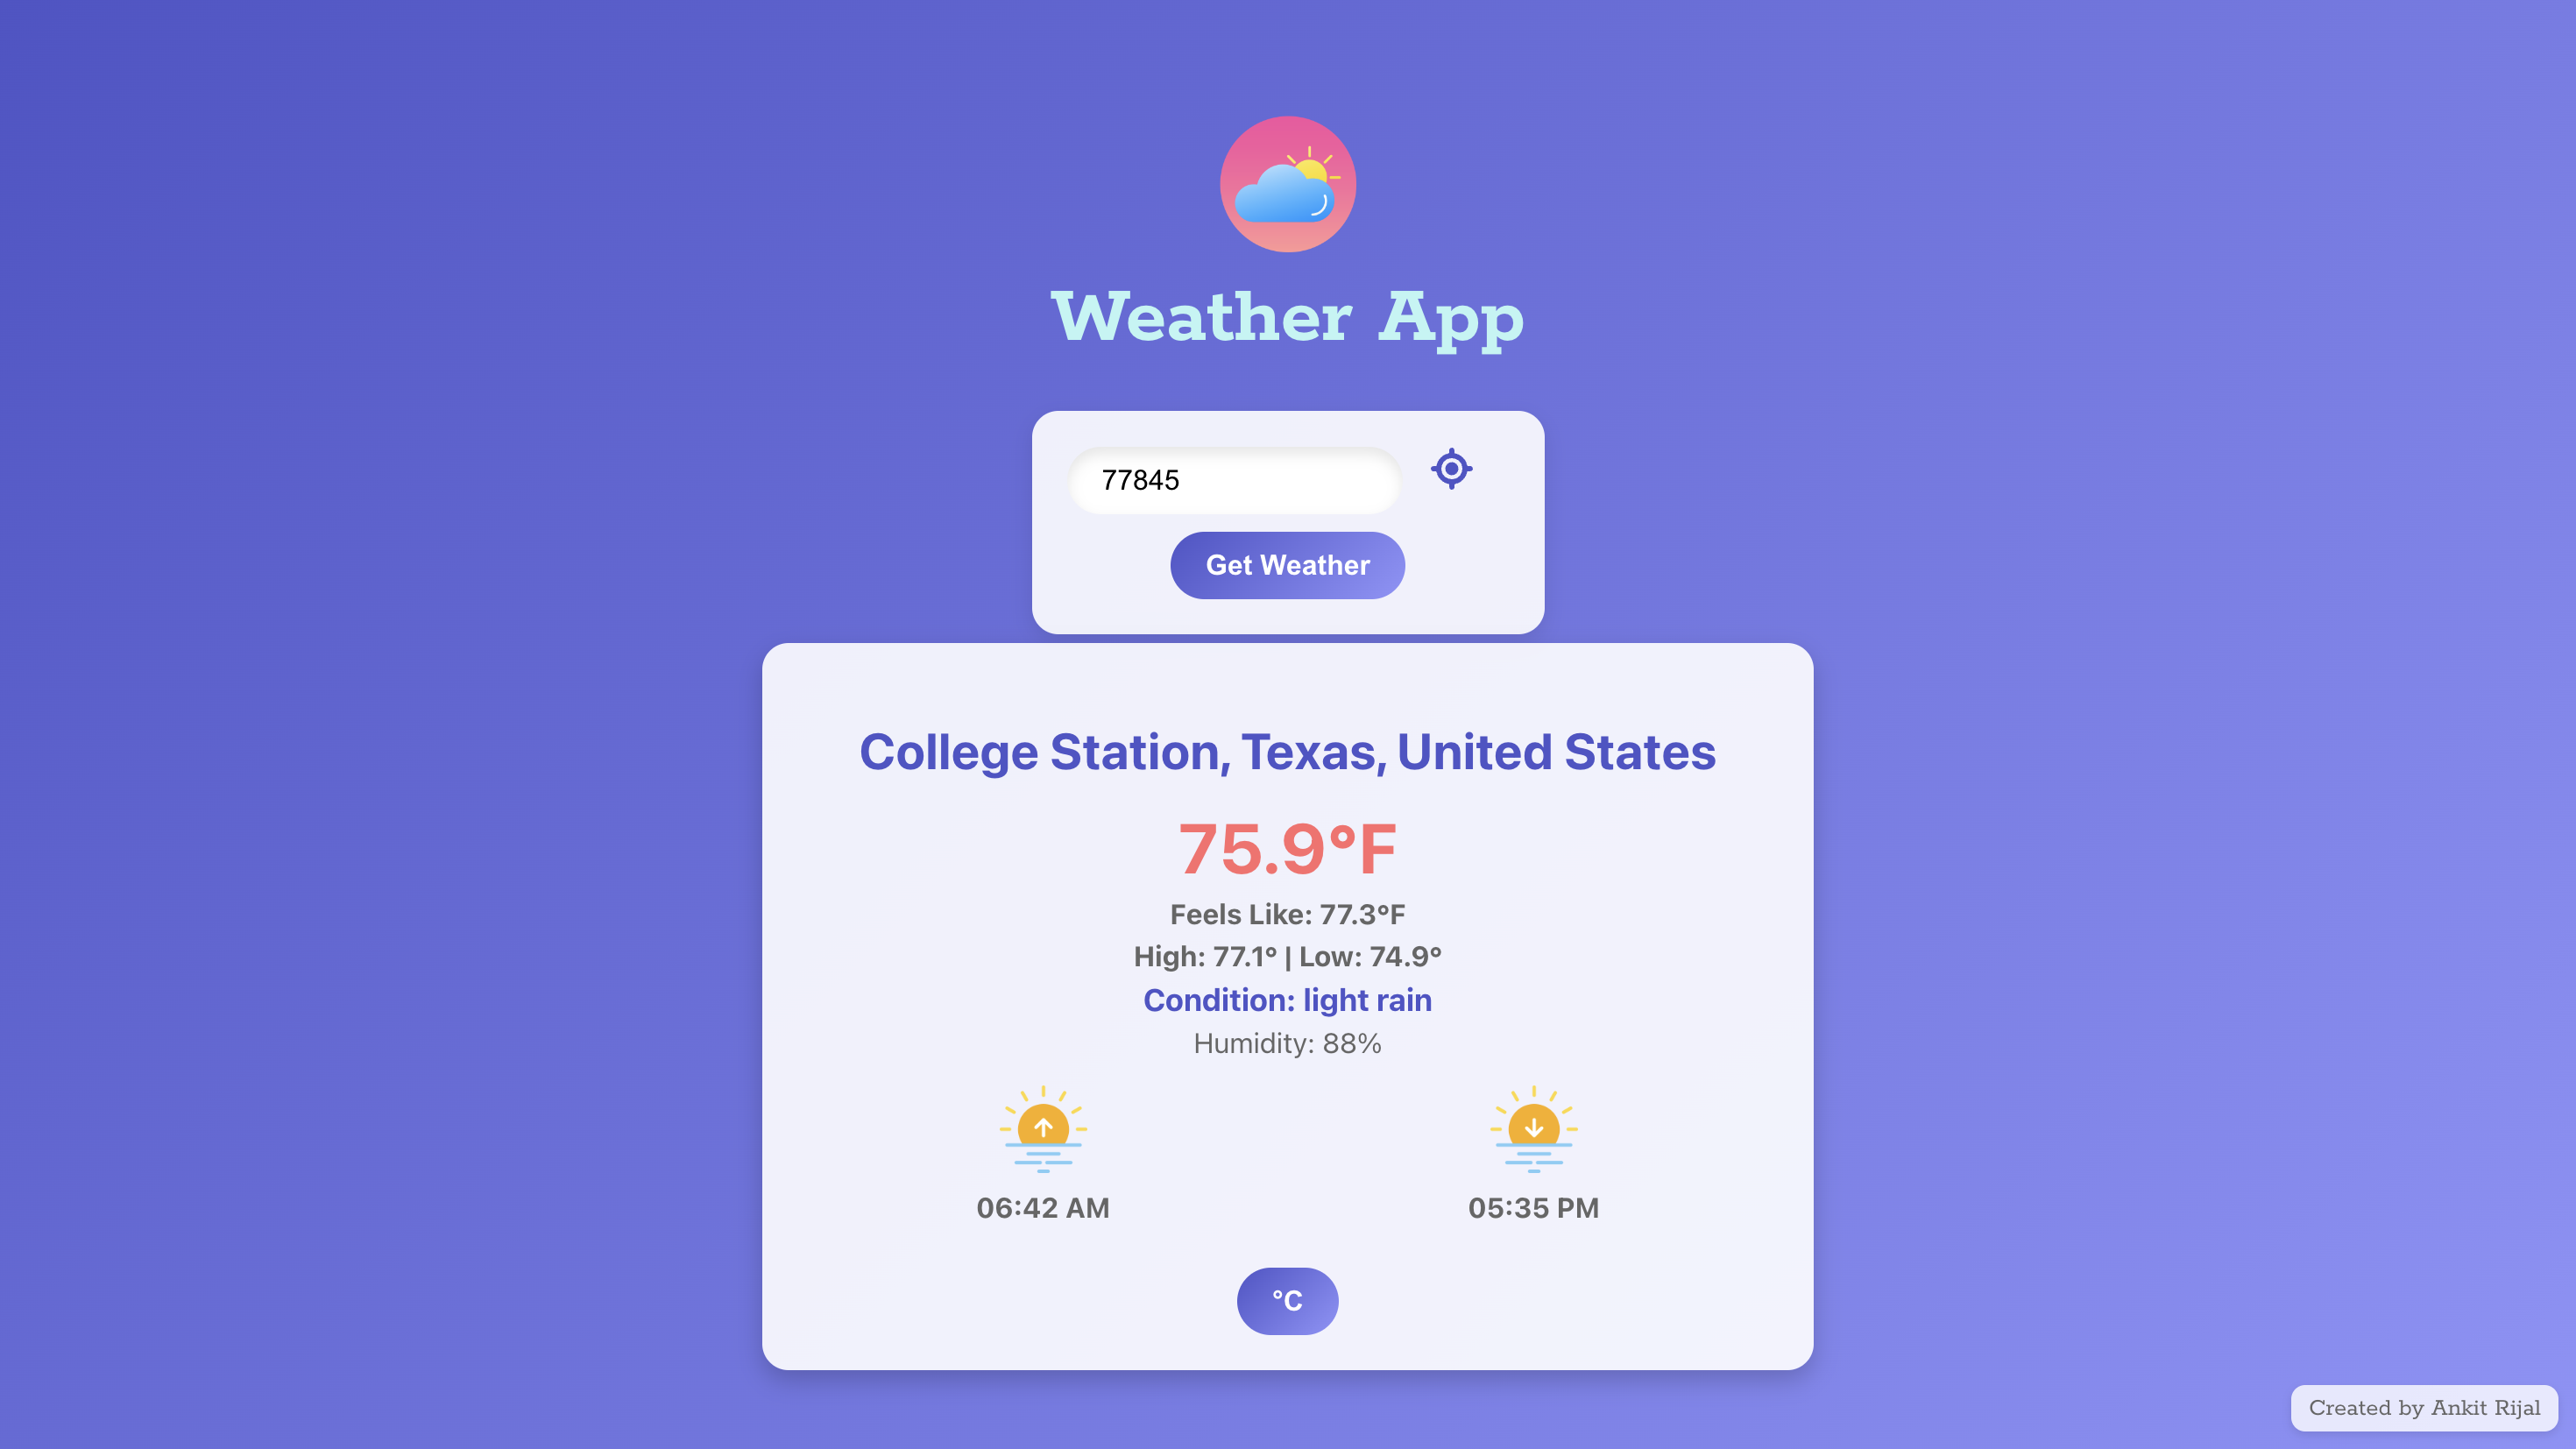 Weather App
77845
Get Weather
College Station, Texas, United States
75.9°F
Feels Like: 77.3°F
High: 77.1° | Low: 74.9°
Condition: light rain
Humidity: 88%
06:42 AM
05:35 PM
°C
Created by Ankit Rijal